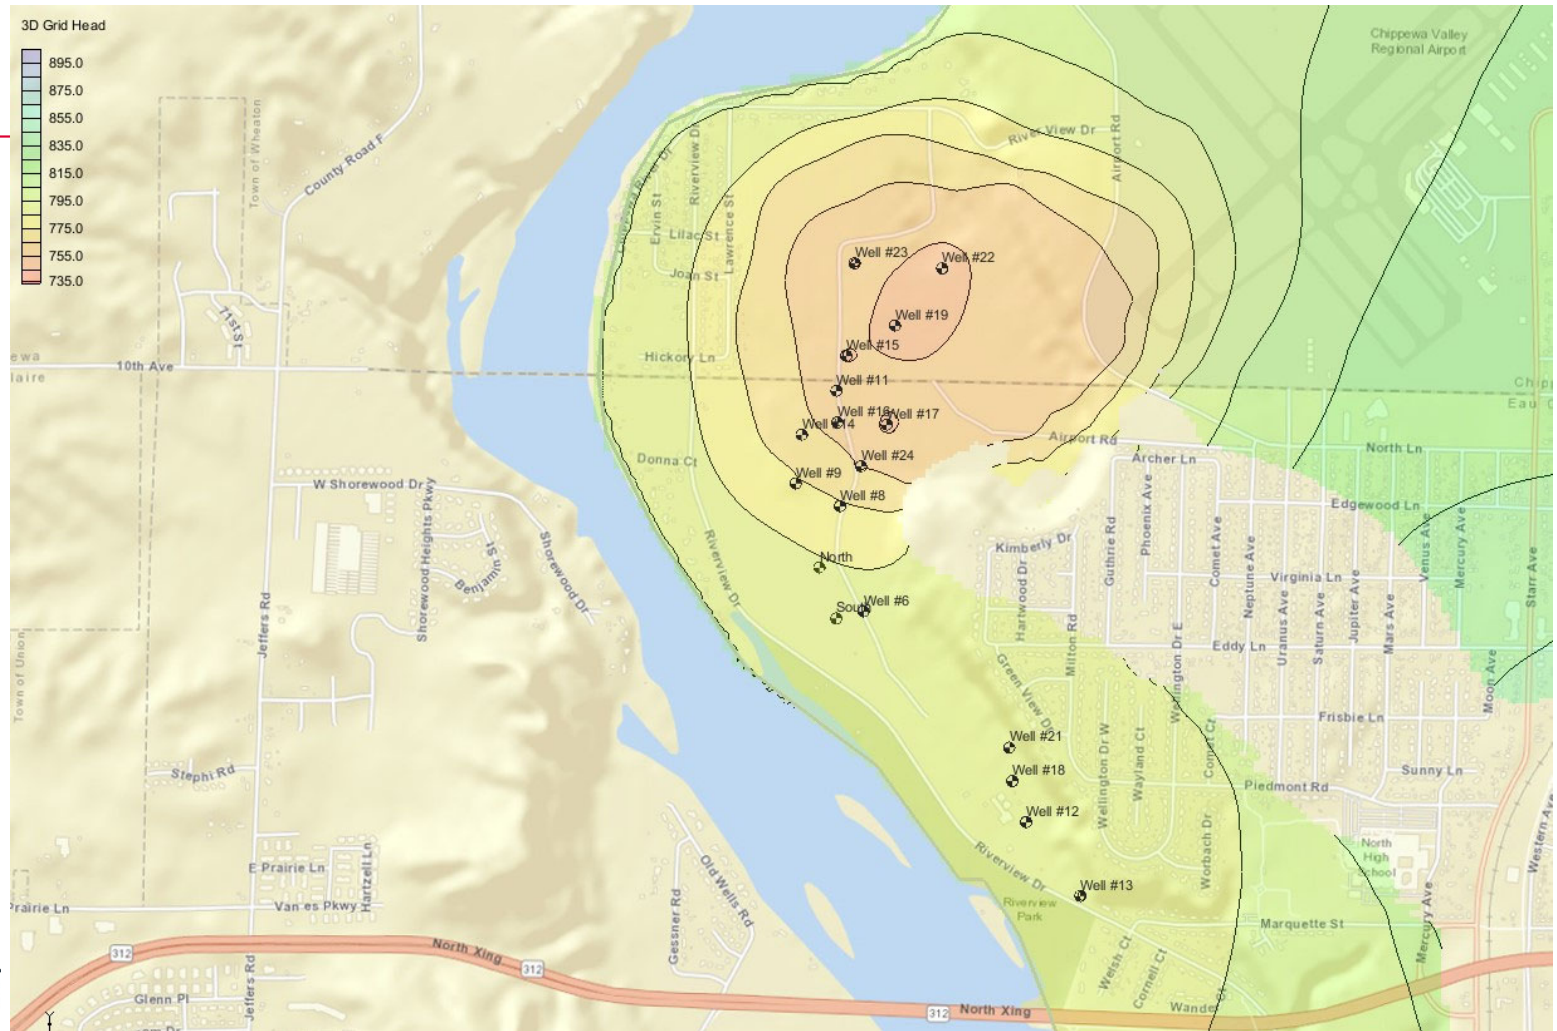 3D Grid Head
895.0
875.0
855.0
835.0
815.0
795.0
775.0
755.0
735.0
Chippewa Valley
Regional Airport
Town of Wheaton
County Road F
River View Dr
Airport Rd
Riverview Dr
Ervin St
Lawrence St
Lilac St
Joan St
Well #23
Well #22
Well #19
71st St
Well #15
Hickory Ln
10th Ave
Well #11
Well #16
Well #17
Airport Rd
North Ln
Well #24
Donna Ct
Archer Ln
Well #9
W Shorewood Dr
Well #8
Edgewood Ln
Shorewood Heights Pkwy
Benjamin St
Shorewood Dr
Riverview Dr
North
Kimberly Dr
Hartwood Dr
Guthrie Rd
Phoenix Ave
Comet Ave
Neptune Ave
Virginia Ln
Uranus Ave
Saturn Ave
Jupiter Ave
Mars Ave
Venus Ave
Mercury Ave
Starr Ave
Well #6
Jeffers Rd
Milton Rd
Eddy Ln
Wellington Dr E
Town of Union
Green View Dr
Moon Ave
Frisbie Ln
Well #21
Wellington Dr W
Wayland Ct
Stephi Rd
Well #18
Sunny Ln
Piedmont Rd
Well #12
Worbach Dr
Western Ave
North
High
School
Riverview Dr
E Prairie Ln
Hartzell Ln
Old Wells Rd
Well #13
Prairie Ln
Van es Pkwy
Gessner Rd
Riverview
Park
Marquette St
Mercury Ave
312
North Xing
312
Welsh Ct
Cornell Ct
Jeffers Rd
Glenn Pl
312
North Xing